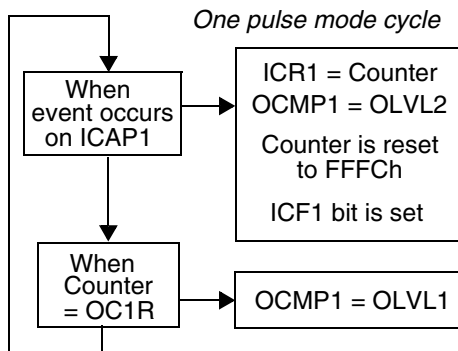 One pulse mode cycle
When
event occurs
on ICAP1
ICR1 = Counter
OCMP1 = OLVL2
Counter is reset
to FFFCh
ICF1 bit is set
When
Counter
= OC1R
OCMP1 = OLVL1